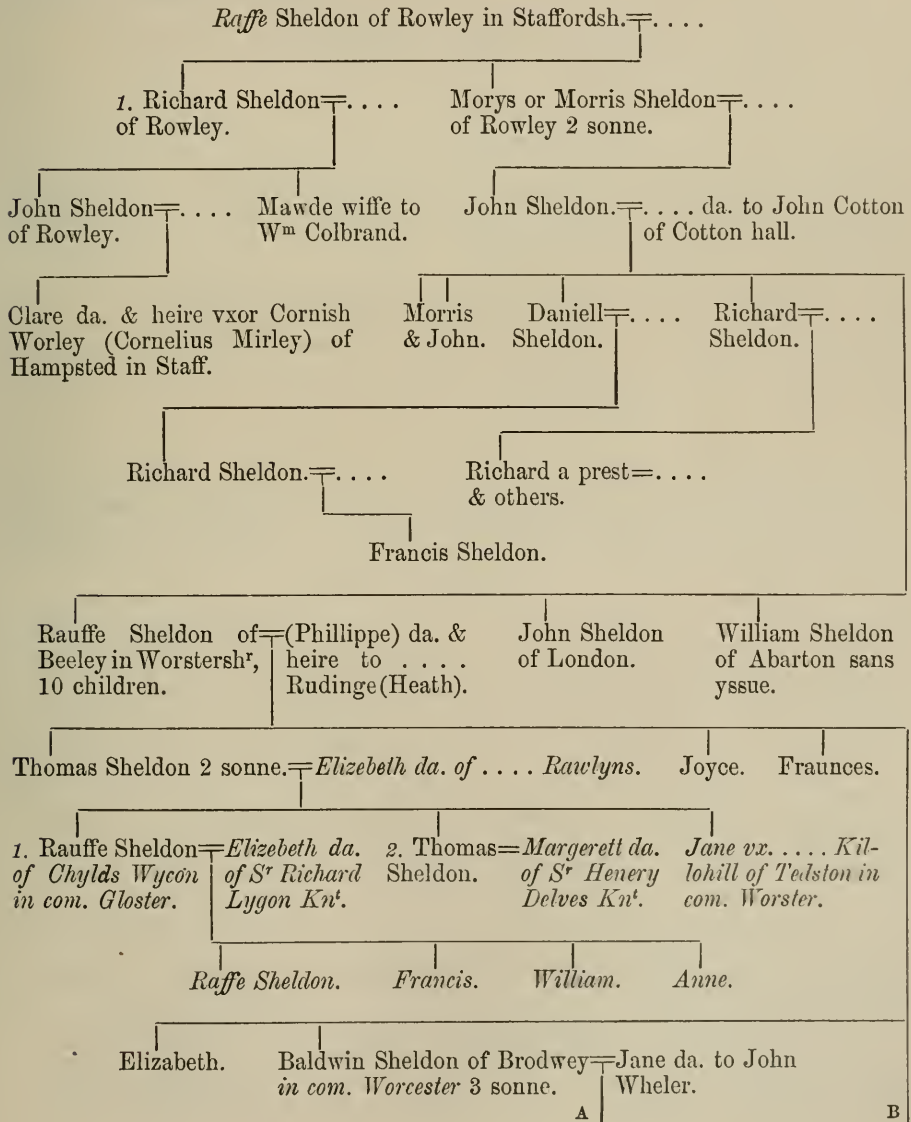 Raffe Sheldon of Rowley in Staffordsh.=. . . .
1. Richard Sheldon=. . . .
of Rowley.
Morys or Morris Sheldon=. . . .
of Rowley 2 sonne.
John Sheldon=. . . .
of Rowley.
Mawde wiffe to
Wm Colbrand.
John Sheldon.=. . . . da. to John Cotton
of Cotton hall.
Clare da. & heire vxor Cornish
Worley (Cornelius Mirley) of
Hampsted in Staff.
Morris
& John.
Daniell=. . . .
Sheldon.
Richard=. . . .
Sheldon.
Richard Sheldon.=. . . .
Richard a prest=. . . .
& others.
Francis Sheldon.
Rauffe Sheldon of=(Phillippe) da. &
Beeley in Worstershr, heire to . . . .
10 children. Rudinge (Heath).
John Sheldon
of London.
William Sheldon
of Abarton sans
yssue.
Thomas Sheldon 2 sonne.=Elizebeth da. of . . . . Rawlyns.
Joyce.
Fraunces.
1. Rauffe Sheldon=Elizebeth da.
of Chylds Wycon̄ of Sr Richard
in com. Gloster. Lygon Knt.
2. Thomas=Margerett da.
Sheldon. of Sr Henery
Delves Knt.
Jane vx. . . . . Kil-
lohill of Tedston in
com. Worster.
Raffe Sheldon.
Francis.
William.
Anne.
Elizabeth.
Baldwin Sheldon of Brodwey=Jane da. to John
in com. Worcester 3 sonne. Wheler.
A
B